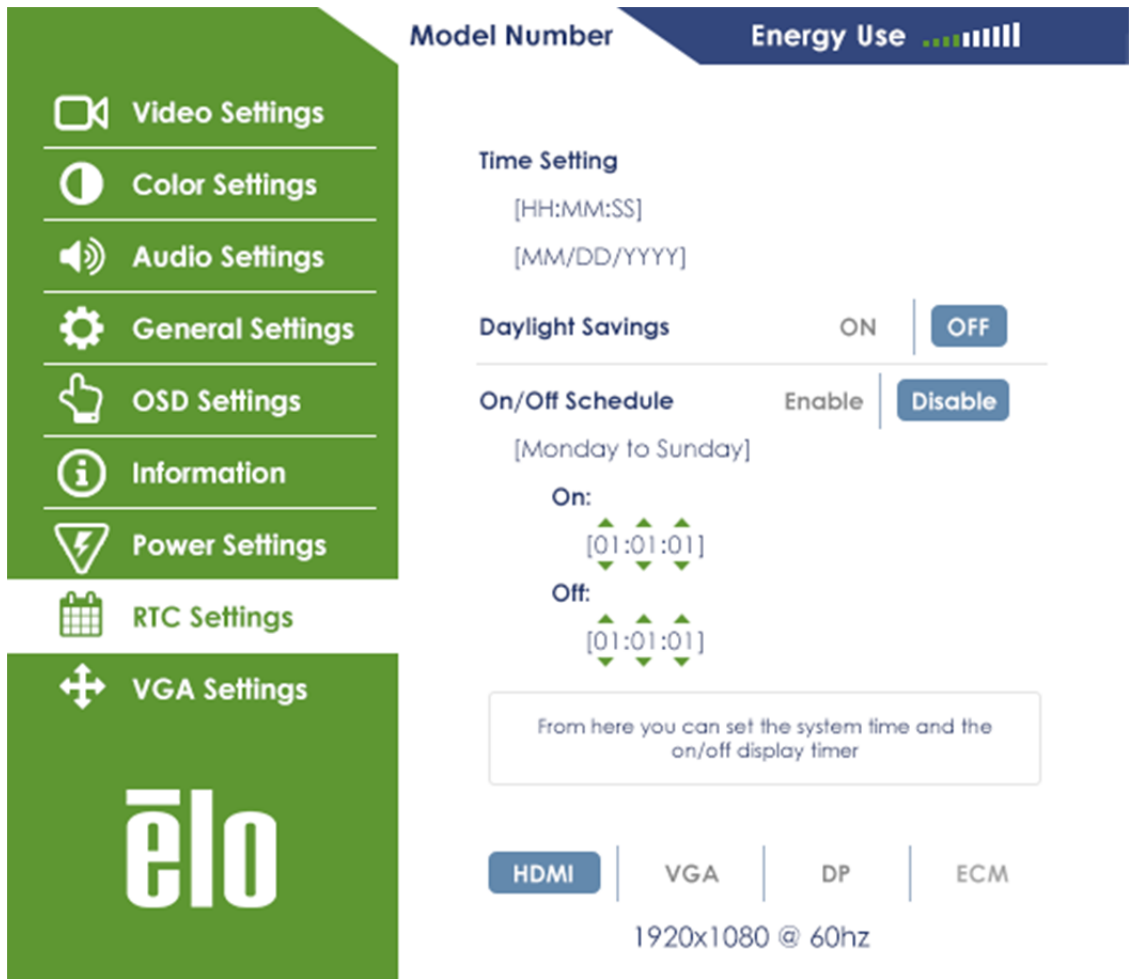 Model Number
Energy Use
Video Settings
Color Settings
Audio Settings
General Settings
OSD Settings
Information
Power Settings
RTC Settings
VGA Settings
ēlo
Time Setting
[HH:MM:SS]
[MM/DD/YYYY]
Daylight Savings ON OFF
On/Off Schedule Enable Disable
[Monday to Sunday]
On:
[01:01:01]
Off:
[01:01:01]
From here you can set the system time and the
on/off display timer
HDMI VGA DP ECM
1920x1080 @ 60hz